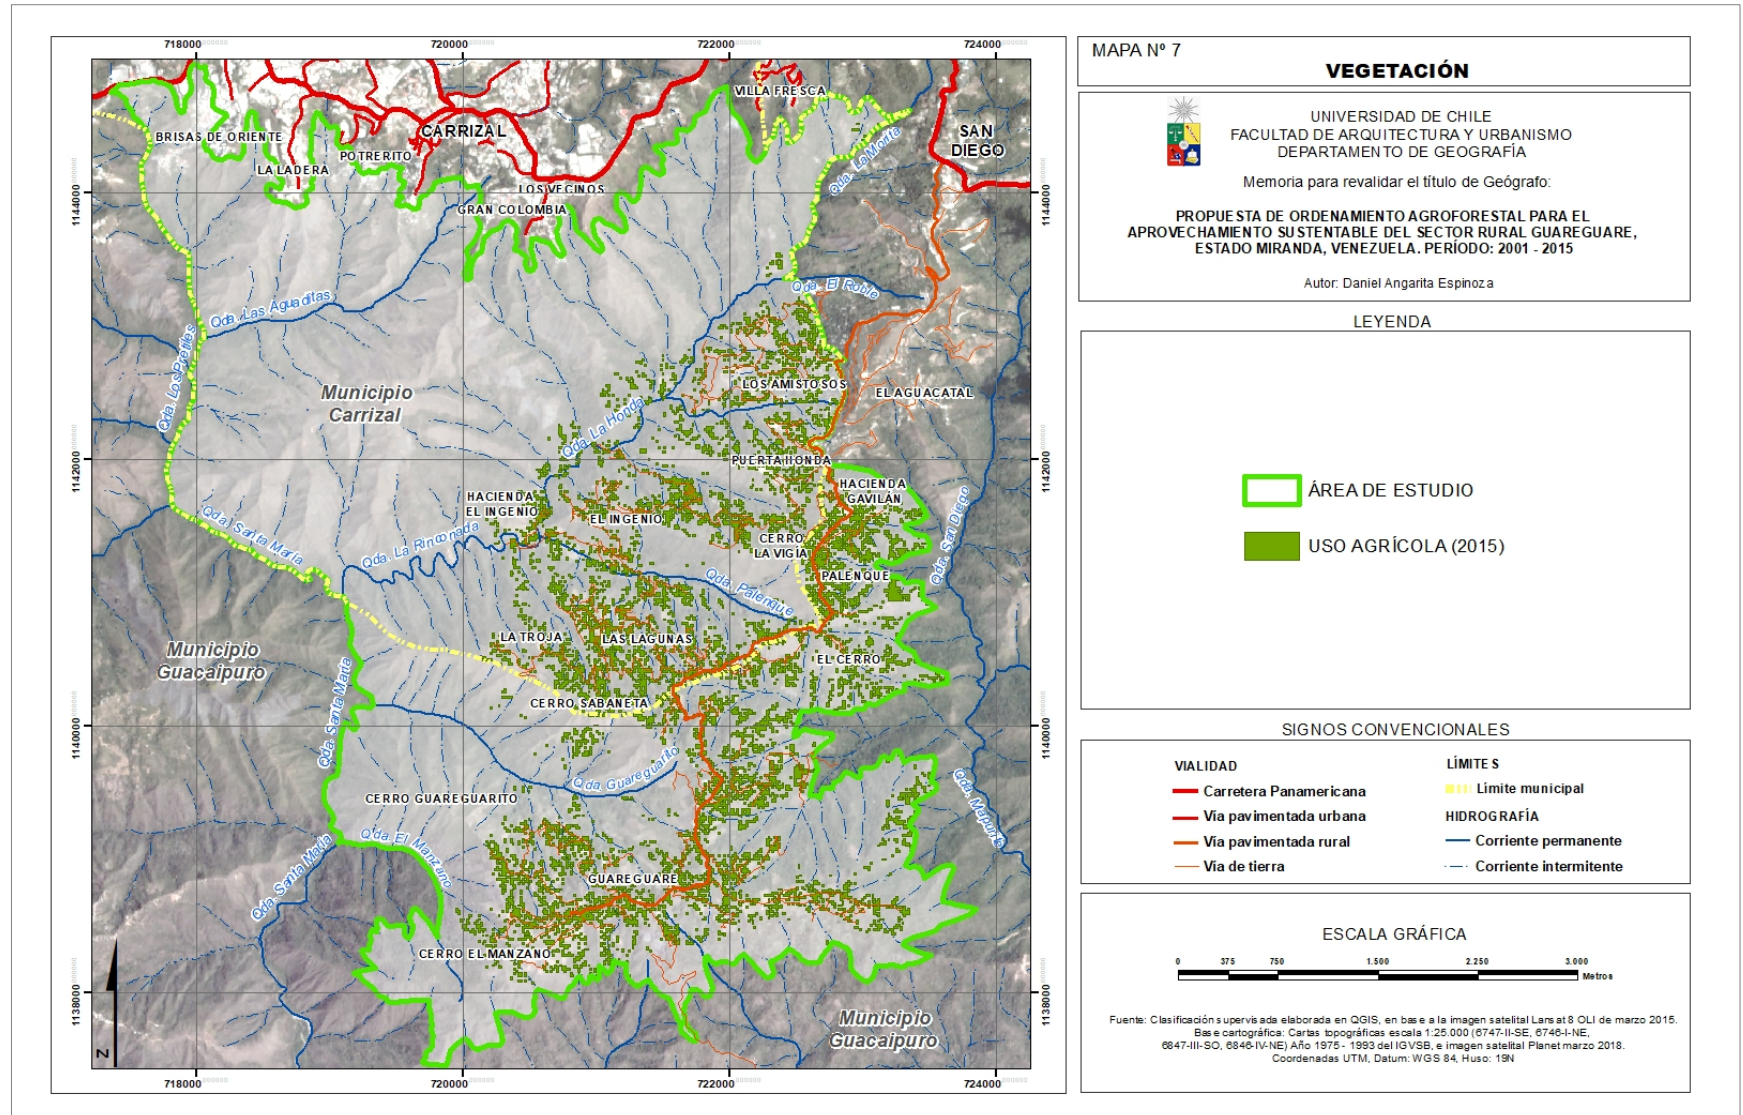 MAPA Nº 7
VEGETACIÓN
UNIVERSIDAD DE CHILE
FACULTAD DE ARQUITECTURA Y URBANISMO
DEPARTAMENTO DE GEOGRAFÍA
Memoria para revalidar el título de Geógrafo:
PROPUESTA DE ORDENAMIENTO AGROFORESTAL PARA EL
APROVECHAMIENTO SUSTENTABLE DEL SECTOR RURAL GUAREGUARE,
ESTADO MIRANDA, VENEZUELA. PERÍODO: 2001 - 2015
Autor: Daniel Angarita Espinoza
LEYENDA
ÁREA DE ESTUDIO
USO AGRÍCOLA (2015)
SIGNOS CONVENCIONALES
VIALIDAD
Carretera Panamericana
Vía pavimentada urbana
Vía pavimentada rural
Vía de tierra
LÍMITES
Límite municipal
HIDROGRAFÍA
Corriente permanente
Corriente intermitente
ESCALA GRÁFICA
0 375 750 1.500 2.250 3.000
Metros
Fuente: Clasificación supervisada elaborada en QGIS, en base a la imagen satelital Lansat 8 OLI de marzo 2015.
Base cartográfica: Cartas topográficas escala 1:25.000 (6747-II-SE, 6746-I-NE,
6847-III-SO, 6846-IV-NE) Año 1975 - 1993 del IGVSB, e imagen satelital Planet marzo 2018.
Coordenadas UTM, Datum: WGS 84, Huso: 19N
718000 720000 722000 724000
VILLA FRESCA
BRISAS DE ORIENTE
CARRIZAL
SAN
DIEGO
POTRERITO
LA LADERA
Qda. La Morita
LOS VECINOS
GRAN COLOMBIA
1144000
1144000
Qda. El Roble
Qda. Las Aguaditas
Qda. Los Pretiles
Municipio
Carrizal
LOS AMISTOSOS
EL AGUACATAL
Qda. La Honda
1142000
1142000
PUERTA HONDA
HACIENDA
GAVILÁN
HACIENDA
EL INGENIO
EL INGENIO
Qda. Santa María
Qda. La Rinconada
CERRO
LA VIGÍA
Qda. San Diego
PALENQUE
Qda. Palenque
LA TROJA
LAS LAGUNAS
Municipio
Guacaipuro
EL CERRO
Qda. Santa María
CERRO SABANETA
1140000
1140000
Qda. Guareguarito
CERRO GUAREGUARITO
Qda. Mapurite
Qda. El Manzano
Qda. Santa María
GUAREGUARE
CERRO EL MANZANO
1138000
1138000
Municipio
Guacaipuro
N
718000 720000 722000 724000